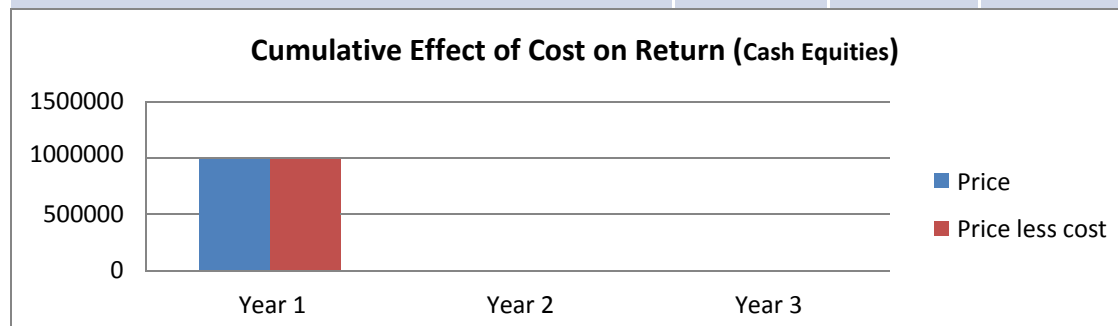 Cumulative Effect of Cost on Return (Cash Equities)
1500000
1000000
500000
0
Year 1 Year 2 Year 3
Price
Price less cost